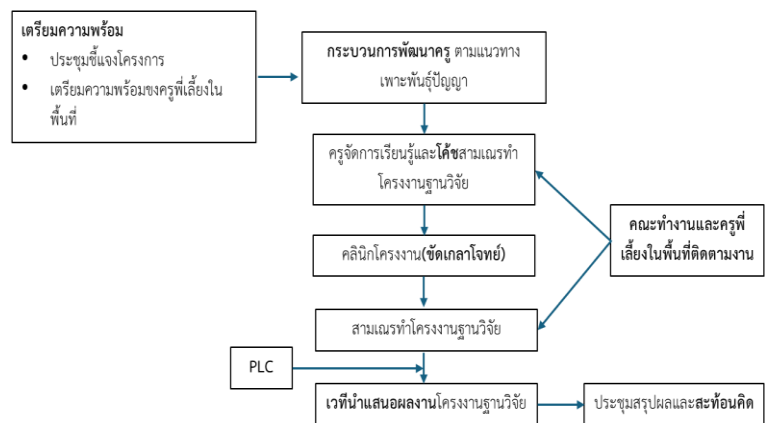 เตรียมความพร้อม
• ประชุมชี้แจงโครงการ
• เตรียมความพร้อมขงครูพี่เลี้ยงใน
พื้นที่
กระบวนการพัฒนาครู ตามแนวทาง
เพาะพันธุ์ปัญญา
ครูจัดการเรียนรู้และโค้ชสามเณรทำ
โครงงานฐานวิจัย
คณะทำงานและครูพี่
เลี้ยงในพื้นที่ติดตามงาน
คลินิกโครงงาน(ขัดเกลาโจทย์)
สามเณรทำโครงงานฐานวิจัย
PLC
เวทีนำแสนอผลงานโครงงานฐานวิจัย
ประชุมสรุปผลและสะท้อนคิด